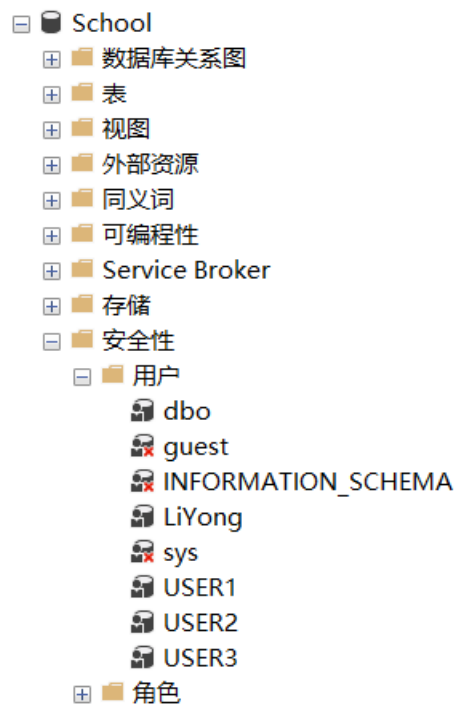 School
数据库关系图
表
视图
外部资源
同义词
可编程性
Service Broker
存储
安全性
用户
dbo
guest
INFORMATION_SCHEMA
LiYong
sys
USER1
USER2
USER3
角色